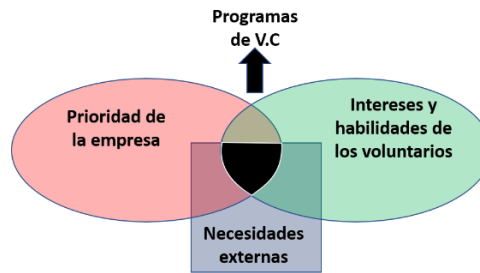 Programas
de V.C
Prioridad de
la empresa
Intereses y
habilidades de
los voluntarios
Necesidades
externas